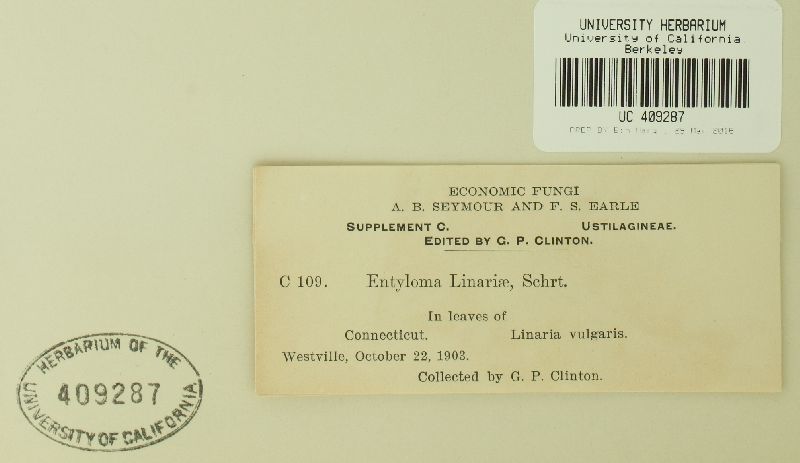 UNIVERSITY HERBARIUM
University of California
Berkeley
UC 409287
ECONOMIC FUNGI
A. B. SEYMOUR AND F. S. EARLE
SUPPLEMENT C. USTILAGINEAE.
EDITED BY G. P. CLINTON.
C 109. Entyloma Linariæ, Schrt.
In leaves of
Connecticut. Linaria vulgaris.
Westville, October 22, 1903.
Collected by G. P. Clinton.
HERBARIUM OF THE
409287
UNIVERSITY OF CALIFORNIA